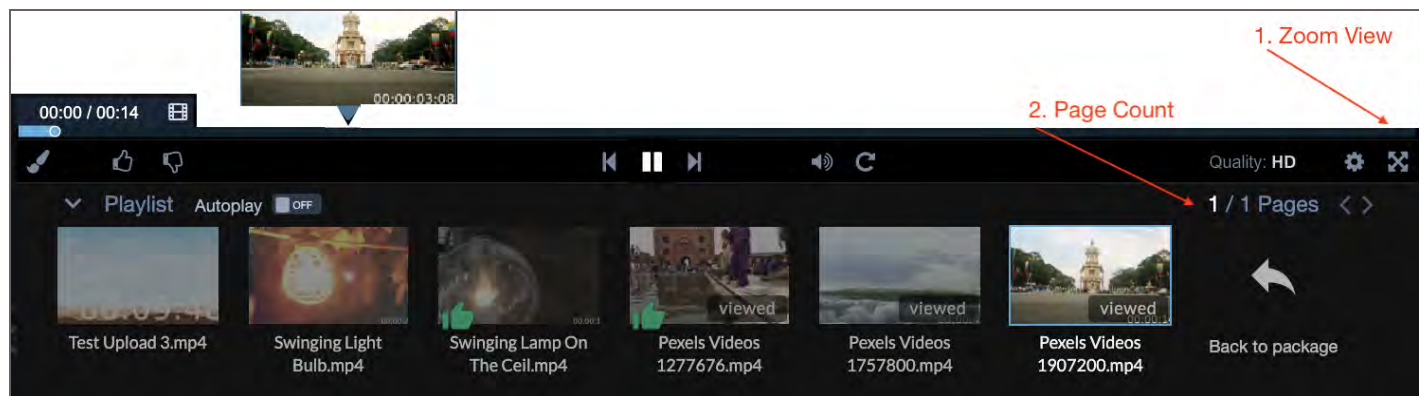 1. Zoom View
00:00:03:08
00:00 / 00:14
2. Page Count
Quality: HD
Playlist Autoplay OFF
1 / 1 Pages
viewed
viewed
viewed
Test Upload 3.mp4
Swinging Light
Bulb.mp4
Swinging Lamp On
The Ceil.mp4
Pexels Videos
1277676.mp4
Pexels Videos
1757800.mp4
Pexels Videos
1907200.mp4
Back to package